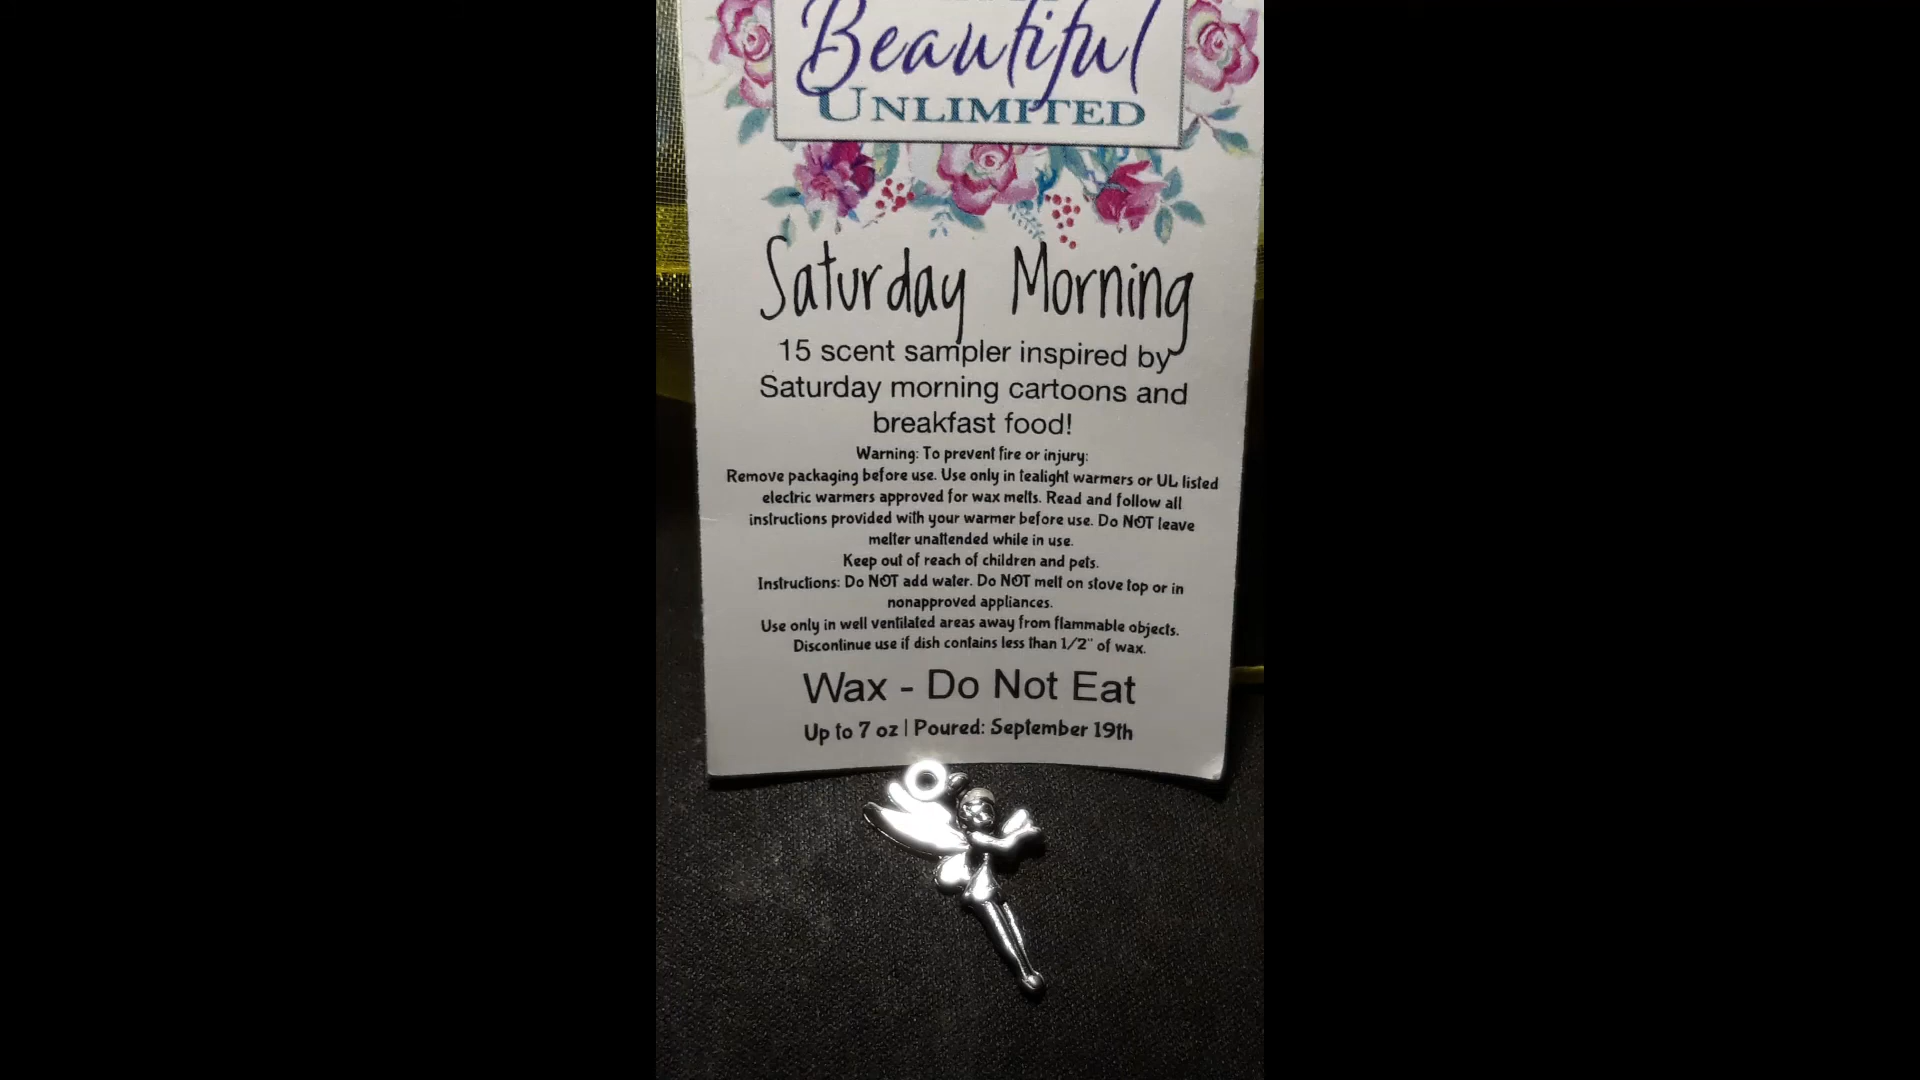 Beautiful
UNLIMITED
Saturday Morning
15 scent sampler inspired by
Saturday morning cartoons and
breakfast food!
Warning: To prevent fire or injury:
Remove packaging before use. Use only in tealight warmers or UL listed
electric warmers approved for wax melts. Read and follow all
instructions provided with your warmer before use. Do NOT leave
melter unattended while in use.
Keep out of reach of children and pets.
Instructions: Do NOT add water. Do NOT melt on stove top or in
nonapproved appliances.
Use only in well ventilated areas away from flammable objects.
Discontinue use if dish contains less than 1/2" of wax.
Wax - Do Not Eat
Up to 7 oz | Poured: September 19th